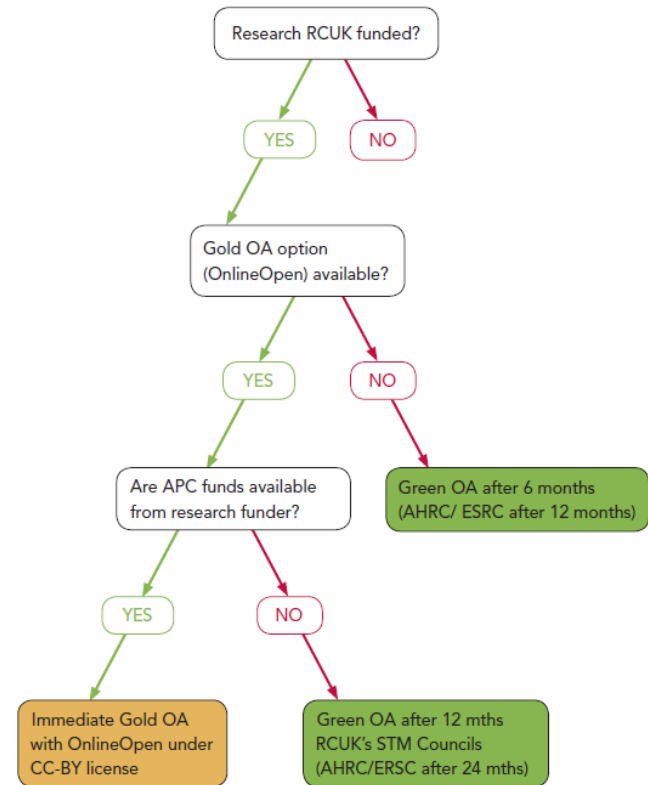 Research RCUK funded?
YES
NO
Gold OA option
(OnlineOpen) available?
YES
NO
Are APC funds available
from research funder?
Green OA after 6 months
(AHRC/ ESRC after 12 months)
YES
NO
Immediate Gold OA
with OnlineOpen under
CC-BY license
Green OA after 12 mths
RCUK's STM Councils
(AHRC/ERSC after 24 mths)